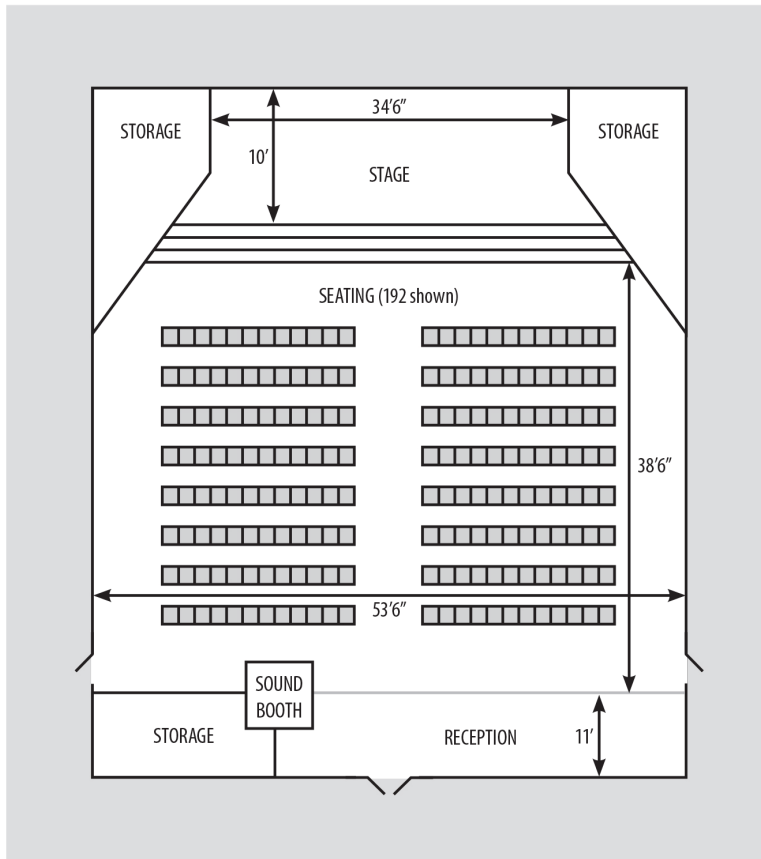 34'6"
STORAGE
STORAGE
10'
STAGE
SEATING (192 shown)
38'6"
53'6"
SOUND
BOOTH
STORAGE
RECEPTION
11'